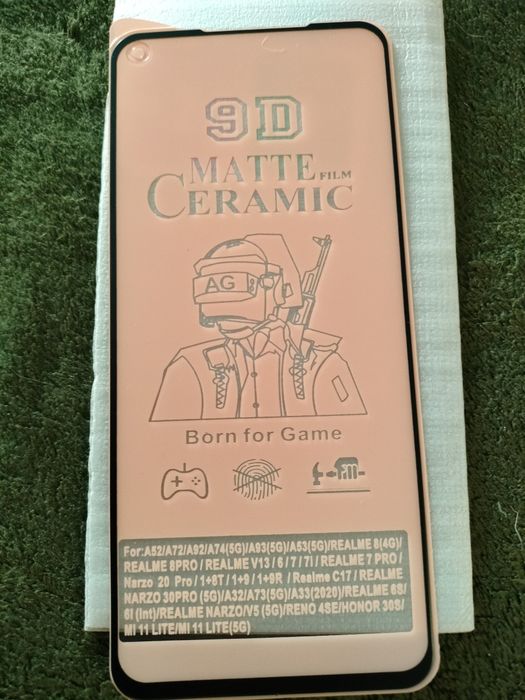 9D
MATTE FILM
CERAMIC
AG
Born for Game
For:A52/A72/A92/A74(5G)/A93(5G)/A53(5G)/REALME 8(4G)/
REALME 8PRO / REALME V13 / 6 / 7 / 7I / REALME 7 PRO /
Narzo 20 Pro / 1+8T / 1+9 / 1+9R / Realme C17 / REALME
NARZO 30PRO (5G)/A32/A73(5G)/A33(2020)/REALME 6S/
6I (Int)/REALME NARZO/V5 (5G)/RENO 4SE/HONOR 30S/
MI 11 LITE/MI 11 LITE(5G)